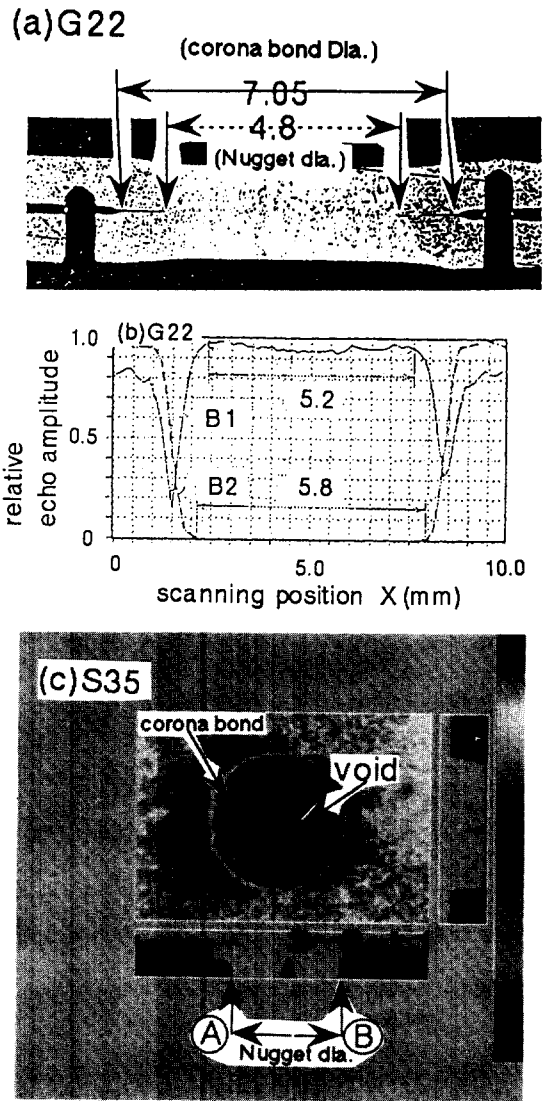 (a)G22
(corona bond Dia.)
7.05
4.8
(Nugget dia.)
(b)G22
1.0
0.5
0
relative
echo amplitude
B1
5.2
B2
5.8
0
5.0
10.0
scanning position X (mm)
(c)S35
corona bond
void
A
B
Nugget dia.